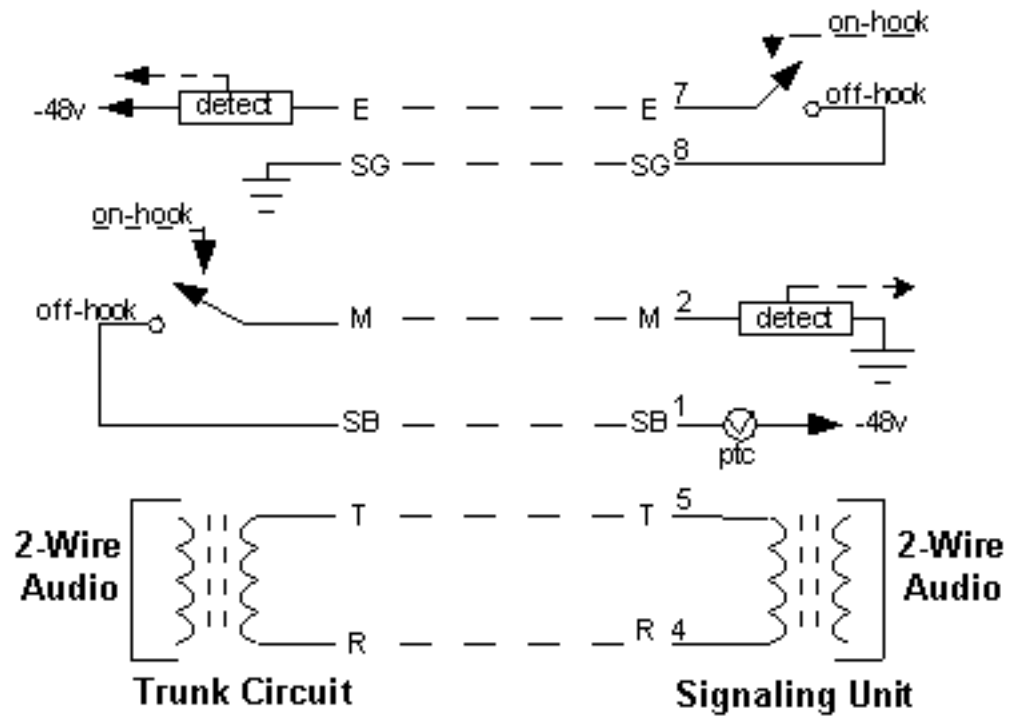 on-hook
-48v detect E E 7 off-hook
SG SG 8
on-hook
off-hook M M 2 detect
SB SB 1 -48v
ptc
T T 5
2-Wire Audio 2-Wire Audio
R R 4
Trunk Circuit Signaling Unit